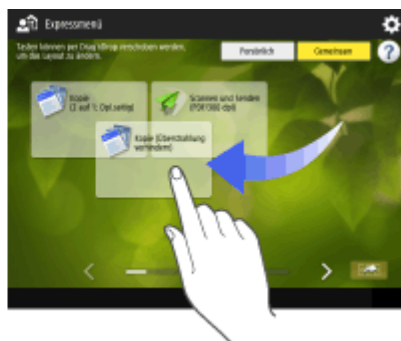 Expressmenü
Tasten können per Drag&Drop verschoben werden,
um das Layout zu ändern.
Persönlich
Gemeinsam
?
Kopie
(2 auf 1: Dpl.seitig)
Scannen und Senden
(PDF/300 dpi)
Kopie (Überstrahlung
verhindern)